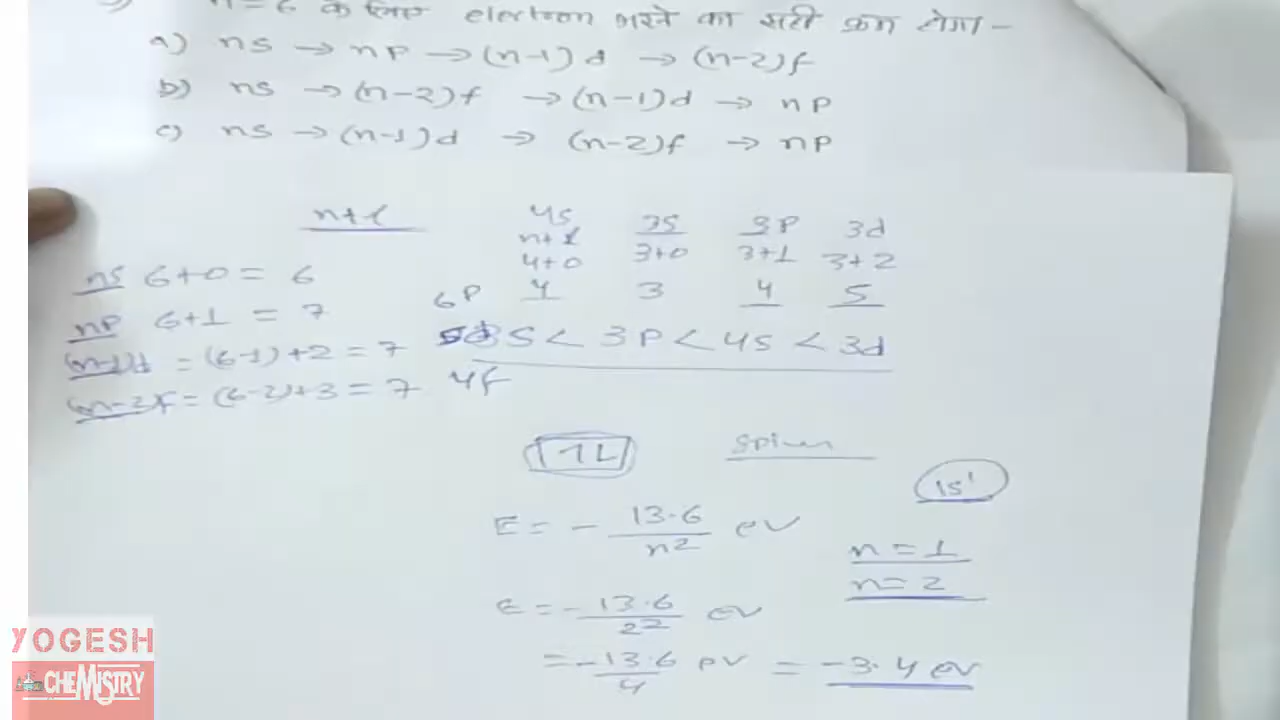 n = 6 के लिए electron भरने का सही क्रम होगा –
a) ns → np → (n-1)d → (n-2)f
b) ns → (n-2)f → (n-1)d → np
c) ns → (n-1)d → (n-2)f → np
n+l
ns 6+0 = 6
np 6+1 = 7
(n-1)d = (6-1)+2 = 7
(n-2)f = (6-2)+3 = 7
6p
5d
4f
4s 3s 3p 3d
n+l
4+0 3+0 3+1 3+2
4 3 4 5
3s < 3p < 4s < 3d
1L
1s¹
E = - 13.6/n² eV
n = 1
n = 2
E = - 13.6/2² eV
= - 13.6/4 eV = -3.4 eV
YOGESH
CHEMISTRY